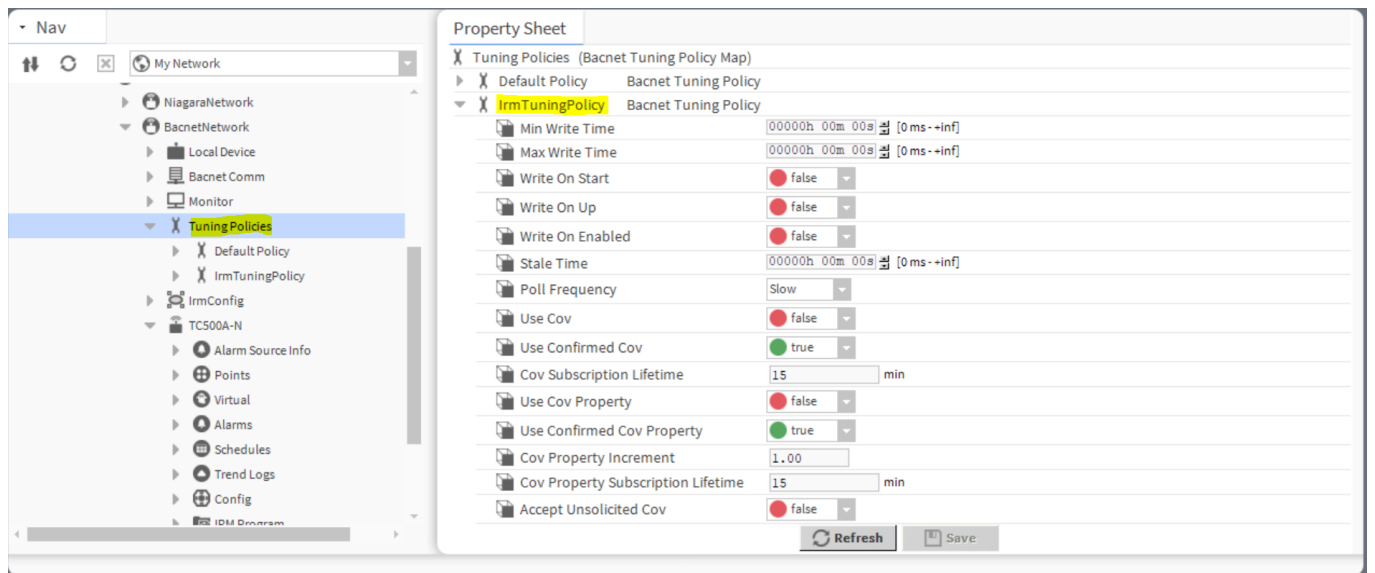 Nav
My Network
NiagaraNetwork
BacnetNetwork
Local Device
Bacnet Comm
Monitor
Tuning Policies
Default Policy
IrmTuningPolicy
IrmConfig
TC500A-N
Alarm Source Info
Points
Virtual
Alarms
Schedules
Trend Logs
Config
IRM Program
Property Sheet
Tuning Policies (Bacnet Tuning Policy Map)
Default Policy Bacnet Tuning Policy
IrmTuningPolicy Bacnet Tuning Policy
Min Write Time 00000h 00m 00s [0 ms - +inf]
Max Write Time 00000h 00m 00s [0 ms - +inf]
Write On Start false
Write On Up false
Write On Enabled false
Stale Time 00000h 00m 00s [0 ms - +inf]
Poll Frequency Slow
Use Cov false
Use Confirmed Cov true
Cov Subscription Lifetime 15 min
Use Cov Property false
Use Confirmed Cov Property true
Cov Property Increment 1.00
Cov Property Subscription Lifetime 15 min
Accept Unsolicited Cov false
Refresh Save